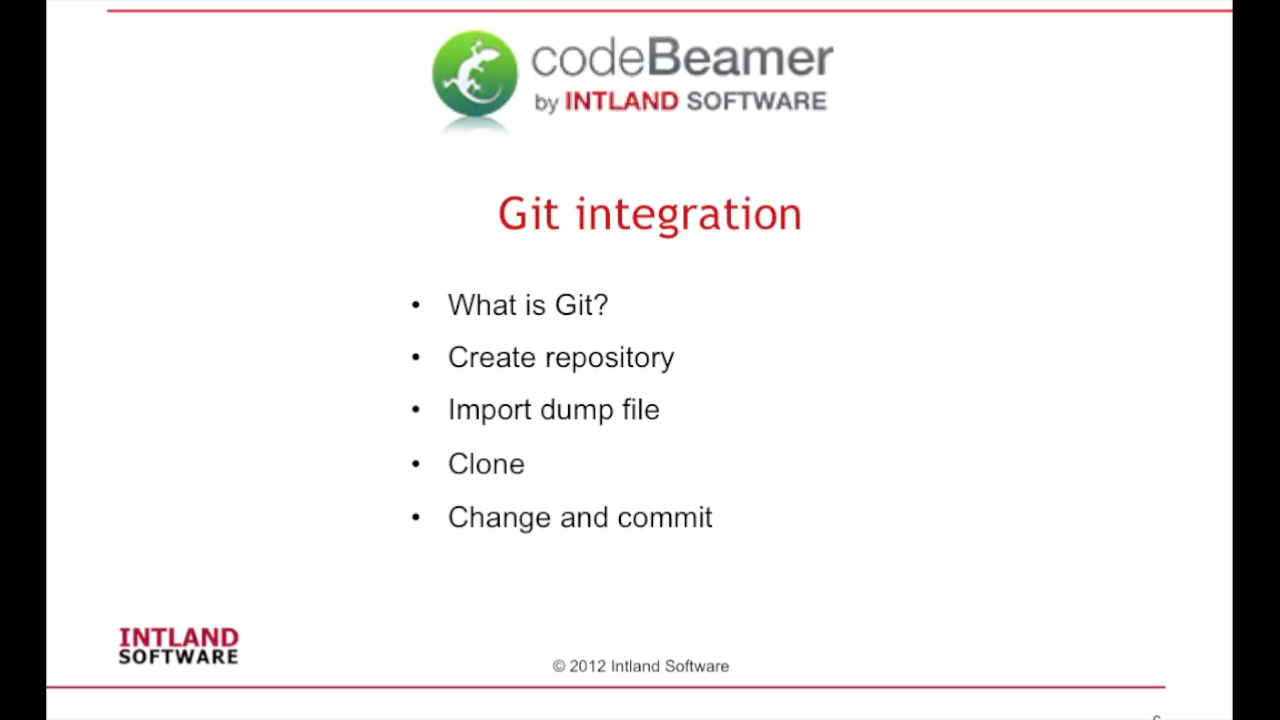 codeBeamer
by INTLAND SOFTWARE
Git integration
• What is Git?
• Create repository
• Import dump file
• Clone
• Change and commit
INTLAND
SOFTWARE
© 2012 Intland Software